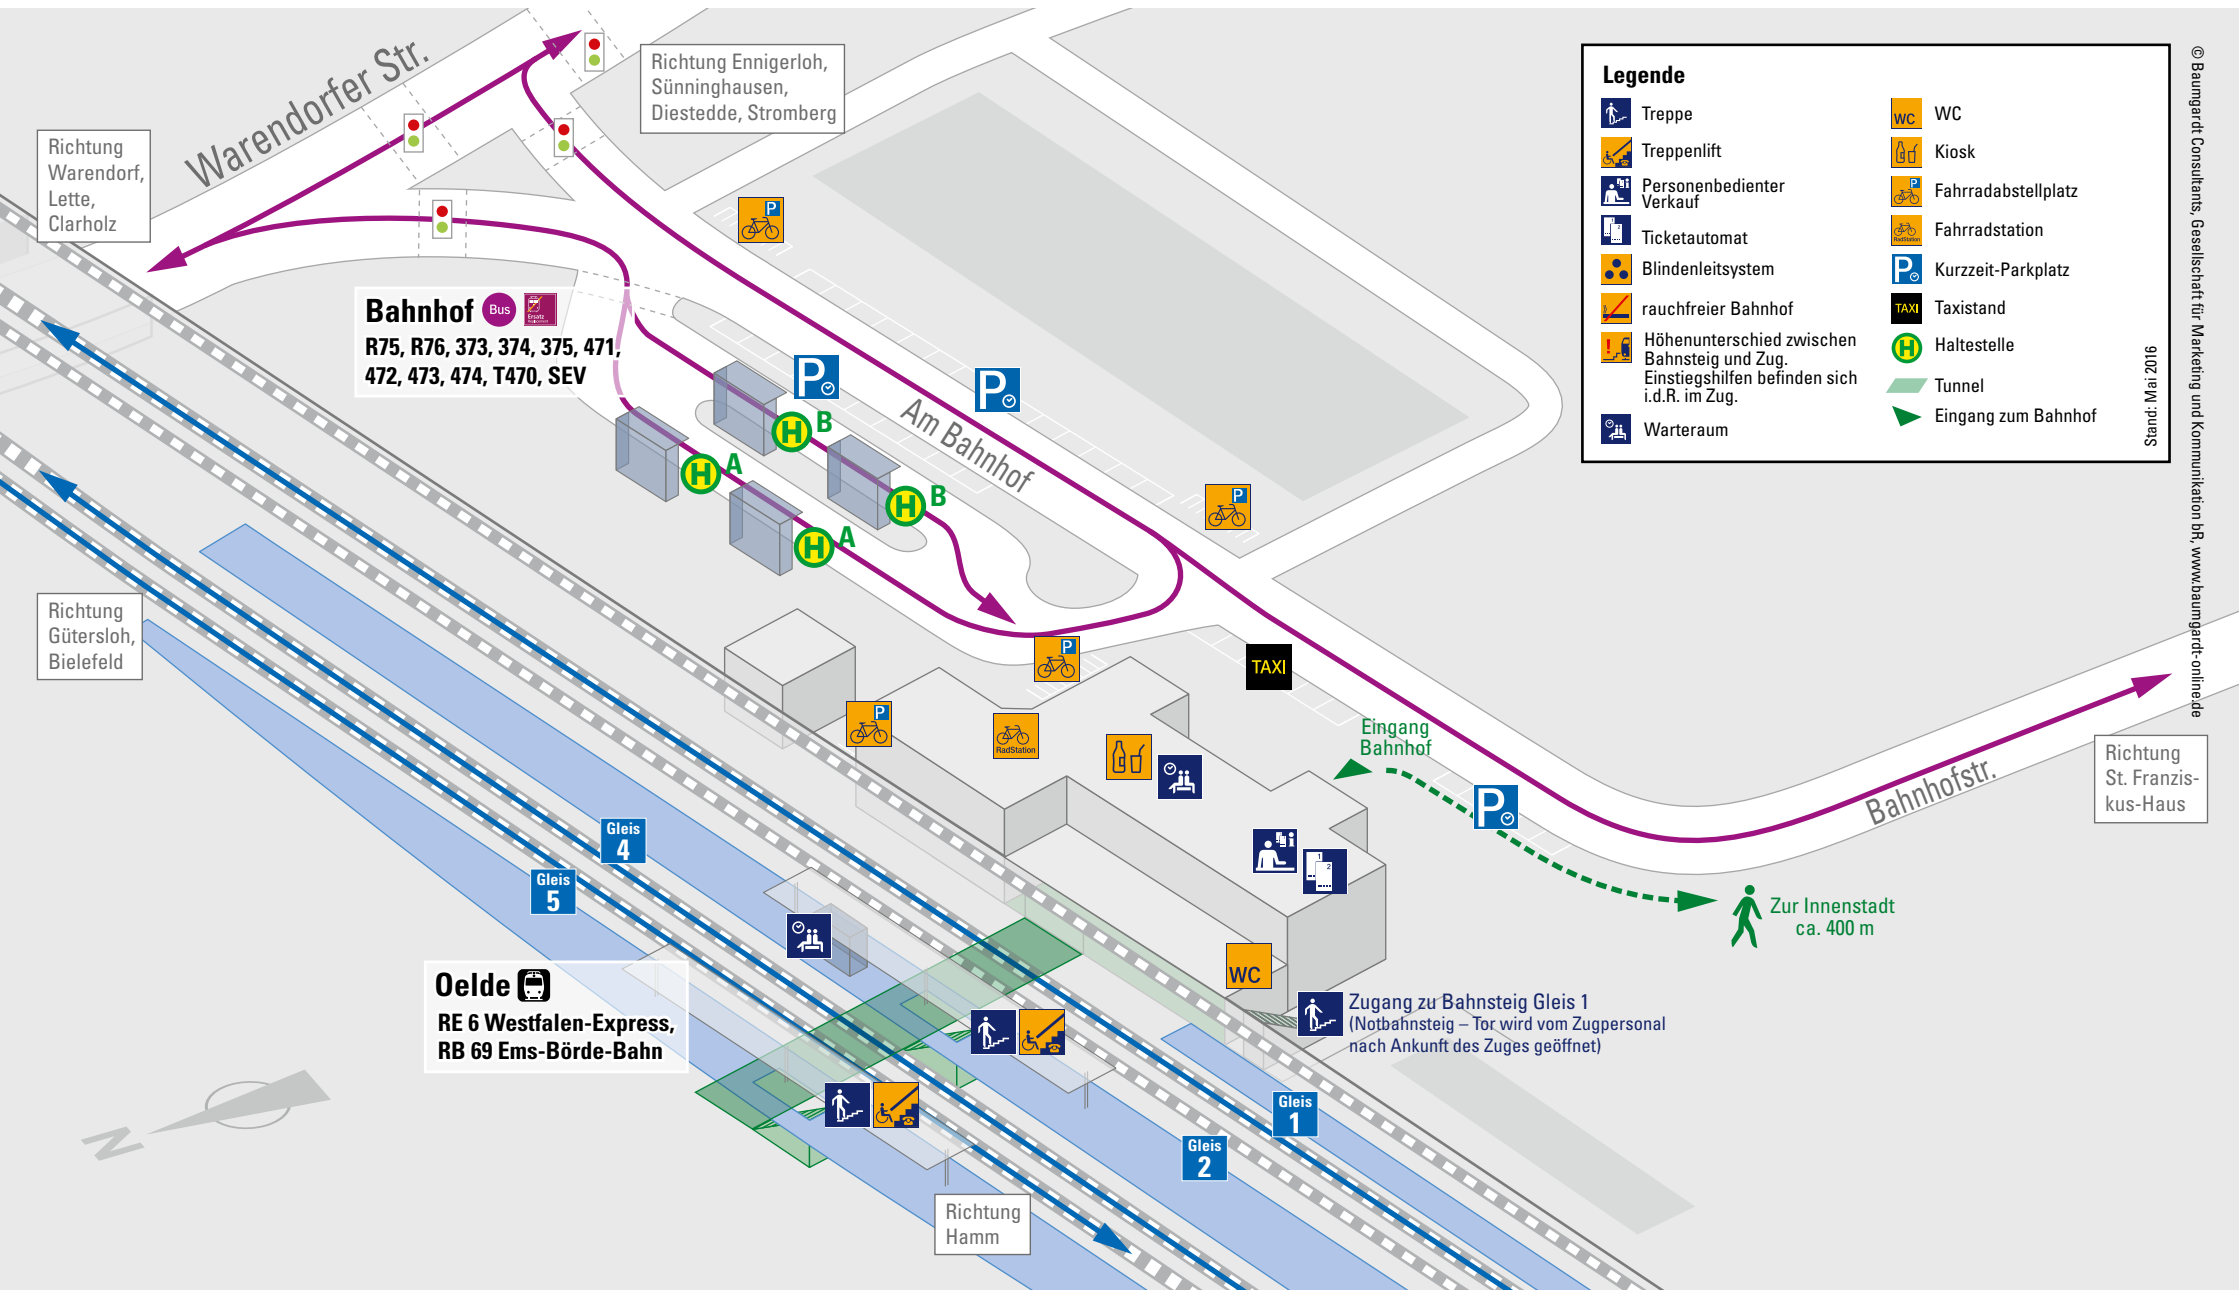 Warendorfer Str.
Richtung Ennigerloh,
Sünninghausen,
Diestedde, Stromberg
Richtung
Warendorf,
Lette,
Clarholz
Bahnhof Bus Ersatz
R75, R76, 373, 374, 375, 471,
472, 473, 474, T470, SEV
P
P
P
P
H B
H A
H B
H A
Am Bahnhof
P
Richtung
Gütersloh,
Bielefeld
P
P
RadStation
TAXI
Eingang
Bahnhof
P
Bahnhofstr.
Richtung
St. Franzis-
kus-Haus
Zur Innenstadt
ca. 400 m
Gleis
4
Gleis
5
WC
Oelde
RE 6 Westfalen-Express,
RB 69 Ems-Börde-Bahn
Zugang zu Bahnsteig Gleis 1
(Notbahnsteig – Tor wird vom Zugpersonal
nach Ankunft des Zuges geöffnet)
Gleis
1
Gleis
2
Richtung
Hamm
N
Legende
Treppe
Treppenlift
Personenbedienter
Verkauf
Ticketautomat
Blindenleitsystem
rauchfreier Bahnhof
Höhenunterschied zwischen
Bahnsteig und Zug.
Einstiegshilfen befinden sich
i.d.R. im Zug.
Warteraum
WC WC
Kiosk
P Fahrradabstellplatz
RadStation Fahrradstation
P Kurzzeit-Parkplatz
TAXI Taxistand
H Haltestelle
Tunnel
Eingang zum Bahnhof
Stand: Mai 2016
© Baumgardt Consultants, Gesellschaft für Marketing und Kommunikation bR, www.baumgardt-online.de